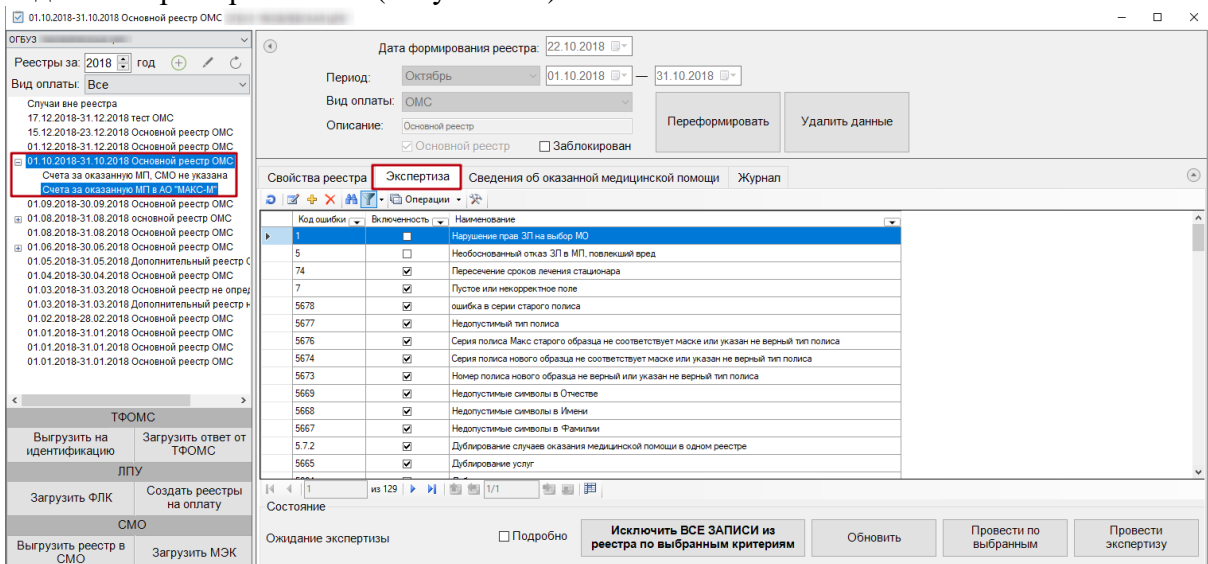 01.10.2018-31.10.2018 Основной реестр ОМС
ОГБУЗ
Реестры за: 2018 год
Вид оплаты: Все
Случаи вне реестра
17.12.2018-31.12.2018 тест ОМС
15.12.2018-23.12.2018 Основной реестр ОМС
01.12.2018-31.12.2018 Основной реестр ОМС
01.10.2018-31.10.2018 Основной реестр ОМС
Счета за оказанную МП, СМО не указана
Счета за оказанную МП в АО "МАКС-М"
01.09.2018-30.09.2018 Основной реестр ОМС
01.08.2018-31.08.2018 основной реестр ОМС
01.08.2018-31.08.2018 Основной реестр ОМС
01.06.2018-30.06.2018 Основной реестр ОМС
01.05.2018-31.05.2018 Дополнительный реестр
01.04.2018-30.04.2018 Основной реестр ОМС
01.03.2018-31.03.2018 Основной реестр не опред
01.03.2018-31.03.2018 Дополнительный реестр н
01.02.2018-28.02.2018 Основной реестр ОМС
01.01.2018-31.01.2018 Основной реестр ОМС
01.01.2018-31.01.2018 Основной реестр ОМС
01.01.2018-31.01.2018 Основной реестр ОМС
ТФОМС
Выгрузить на идентификацию
Загрузить ответ от ТФОМС
ЛПУ
Загрузить ФЛК
Создать реестры на оплату
СМО
Выгрузить реестр в СМО
Загрузить МЭК
Дата формирования реестра: 22.10.2018
Период: Октябрь 01.10.2018 — 31.10.2018
Вид оплаты: ОМС
Описание: Основной реестр
Основной реестр Заблокирован
Переформировать
Удалить данные
Свойства реестра Экспертиза Сведения об оказанной медицинской помощи Журнал
Операции
Код ошибки Включенность Наименование
1 Нарушение прав ЗЛ на выбор МО
5 Необоснованный отказ ЗЛ в МП, повлекший вред
74 Пересечение сроков лечения стационара
7 Пустое или некорректное поле
5678 ошибка в серии старого полиса
5677 Недопустимый тип полиса
5676 Серия полиса Макс старого образца не соответствует маске или указан не верный тип полиса
5674 Серия полиса нового образца не соответствует маске или указан не верный тип полиса
5673 Номер полиса нового образца не верный или указан не верный тип полиса
5669 Недопустимые символы в Отчестве
5668 Недопустимые символы в Имени
5667 Недопустимые символы в Фамилии
5.7.2 Дублирование случаев оказания медицинской помощи в одном реестре
5665 Дублирование услуг
1 из 129 1/1
Состояние
Ожидание экспертизы
Подробно
Исключить ВСЕ ЗАПИСИ из реестра по выбранным критериям
Обновить
Провести по выбранным
Провести экспертизу